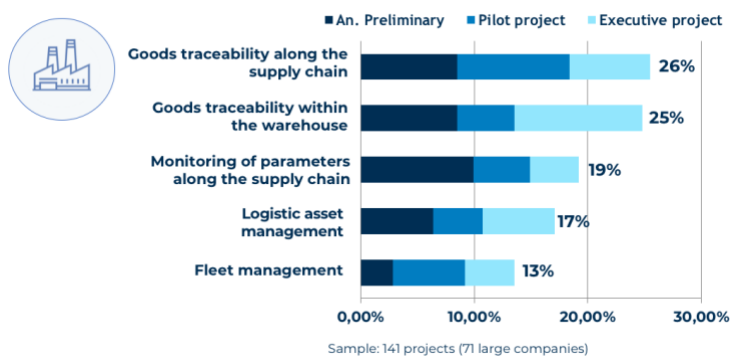 An. Preliminary Pilot project Executive project
Goods traceability along the
supply chain
26%
Goods traceability within
the warehouse
25%
Monitoring of parameters
along the supply chain
19%
Logistic asset
management
17%
Fleet management
13%
0,00% 10,00% 20,00% 30,00%
Sample: 141 projects (71 large companies)